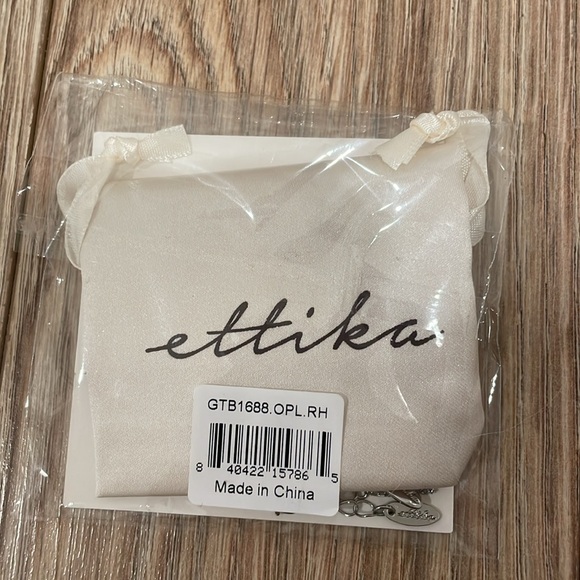 ettika
GTB1688.OPL.RH
8 40422 15786 5
Made in China